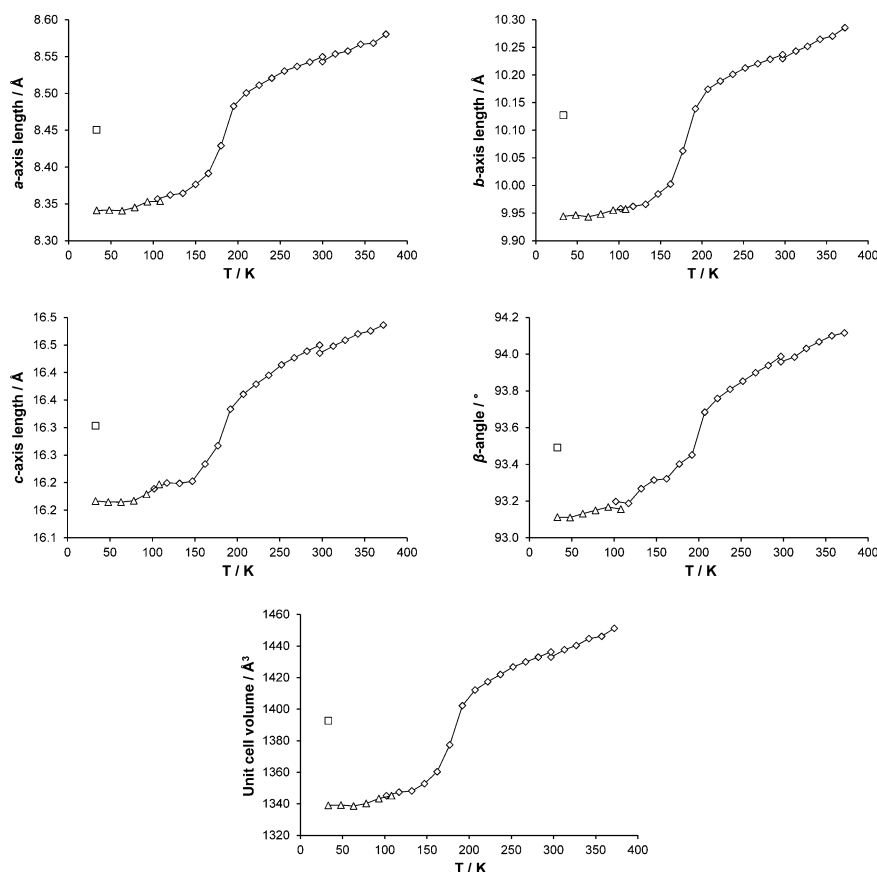 a-axis length / Å
8.60
8.55
8.50
8.45
8.40
8.35
8.30
0 50 100 150 200 250 300 350 400
T / K
b-axis length / Å
10.30
10.25
10.20
10.15
10.10
10.05
10.00
9.95
9.90
0 50 100 150 200 250 300 350 400
T / K
c-axis length / Å
16.5
16.5
16.4
16.4
16.3
16.3
16.2
16.2
16.1
0 50 100 150 200 250 300 350 400
T / K
β-angle / °
94.2
94.0
93.8
93.6
93.4
93.2
93.0
0 50 100 150 200 250 300 350 400
T / K
Unit cell volume / Å³
1460
1440
1420
1400
1380
1360
1340
1320
0 50 100 150 200 250 300 350 400
T / K